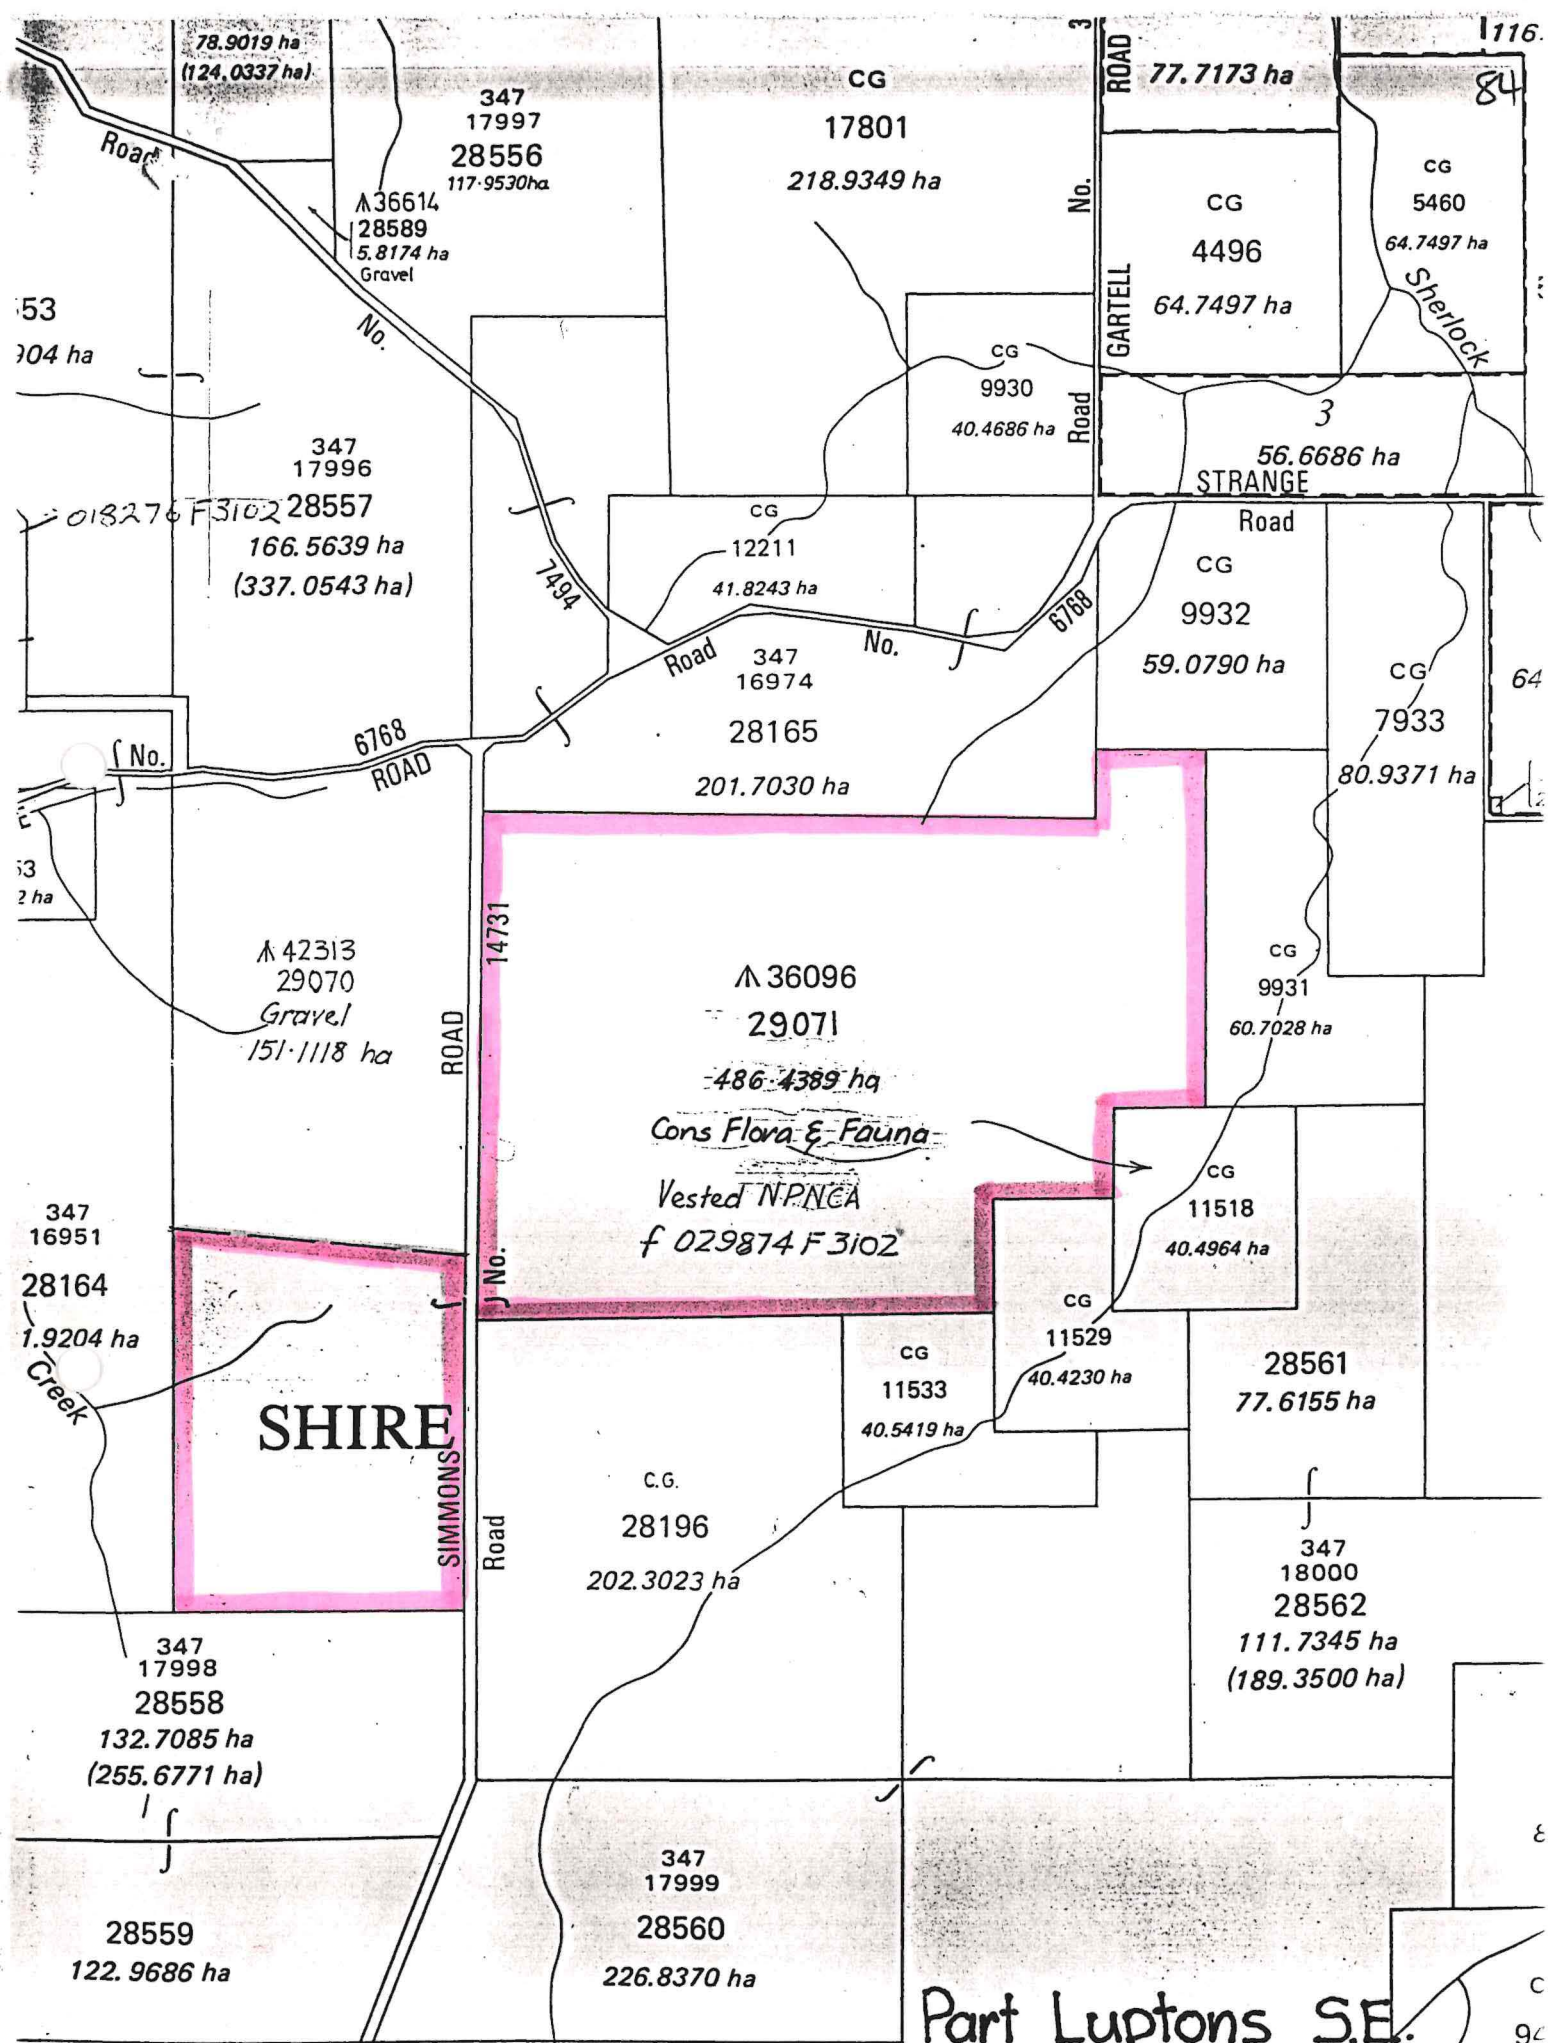 78.9019 ha
(124.0337 ha)
Road
347
17997
28556
117.9530ha
36614
28589
5.8174 ha
Gravel
CG
17801
218.9349 ha
3
No.
Road
ROAD
GARTELL
77.7173 ha
116.
84
CG
4496
64.7497 ha
CG
5460
64.7497 ha
Sherlock
53
904 ha
No.
CG
9930
40.4686 ha
3
56.6686 ha
STRANGE
Road
347
17996
018276 F3102 28557
166.5639 ha
(337.0543 ha)
7494
CG
12211
41.8243 ha
Road
No.
6768
CG
9932
59.0790 ha
347
16974
28165
201.7030 ha
CG
7933
80.9371 ha
64
No.
6768
ROAD
53
2 ha
14731
42313
29070
Gravel
151.1118 ha
ROAD
36096
29071
486.4389 ha
Cons Flora & Fauna
Vested NPNCA
f 029874 F3102
CG
9931
60.7028 ha
CG
11518
40.4964 ha
347
16951
28164
1.9204 ha
Creek
No.
SHIRE
SIMMONS
Road
CG
11529
40.4230 ha
CG
11533
40.5419 ha
28561
77.6155 ha
C.G.
28196
202.3023 ha
347
18000
28562
111.7345 ha
(189.3500 ha)
347
17998
28558
132.7085 ha
(255.6771 ha)
28559
122.9686 ha
347
17999
28560
226.8370 ha
Part Luptons S.E.
C